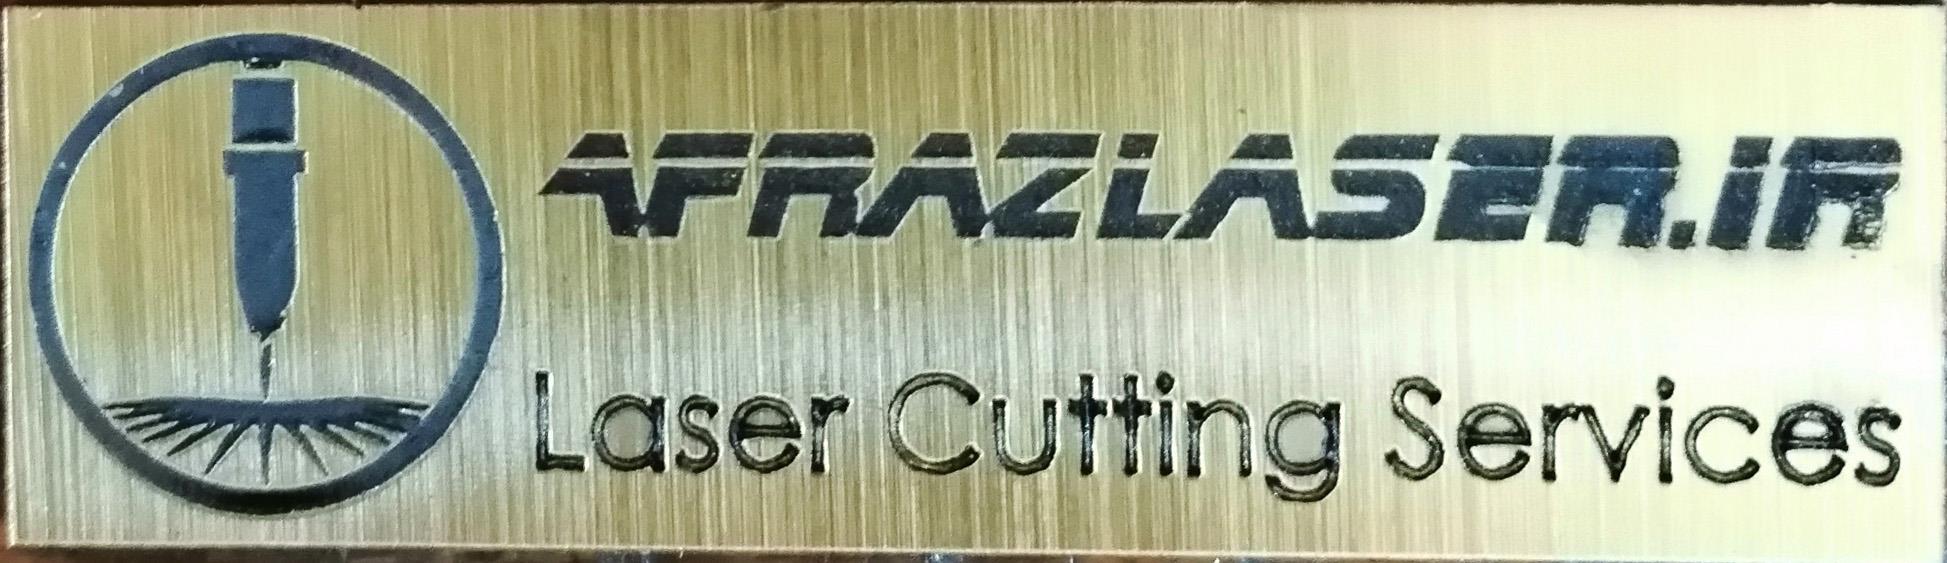 AFRAZLASER.IR
Laser Cutting Services